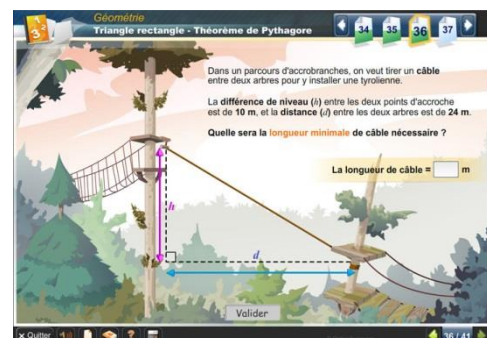 Géométrie
Triangle rectangle - Théorème de Pythagore
34 35 36 37
Dans un parcours d'accrobranches, on veut tirer un câble
entre deux arbres pour y installer une tyrolienne.
La différence de niveau (h) entre les deux points d'accroche
est de 10 m, et la distance (d) entre les deux arbres est de 24 m.
Quelle sera la longueur minimale de câble nécessaire ?
La longueur de câble = m
h
d
Valider
x Quitter ?
36 / 41